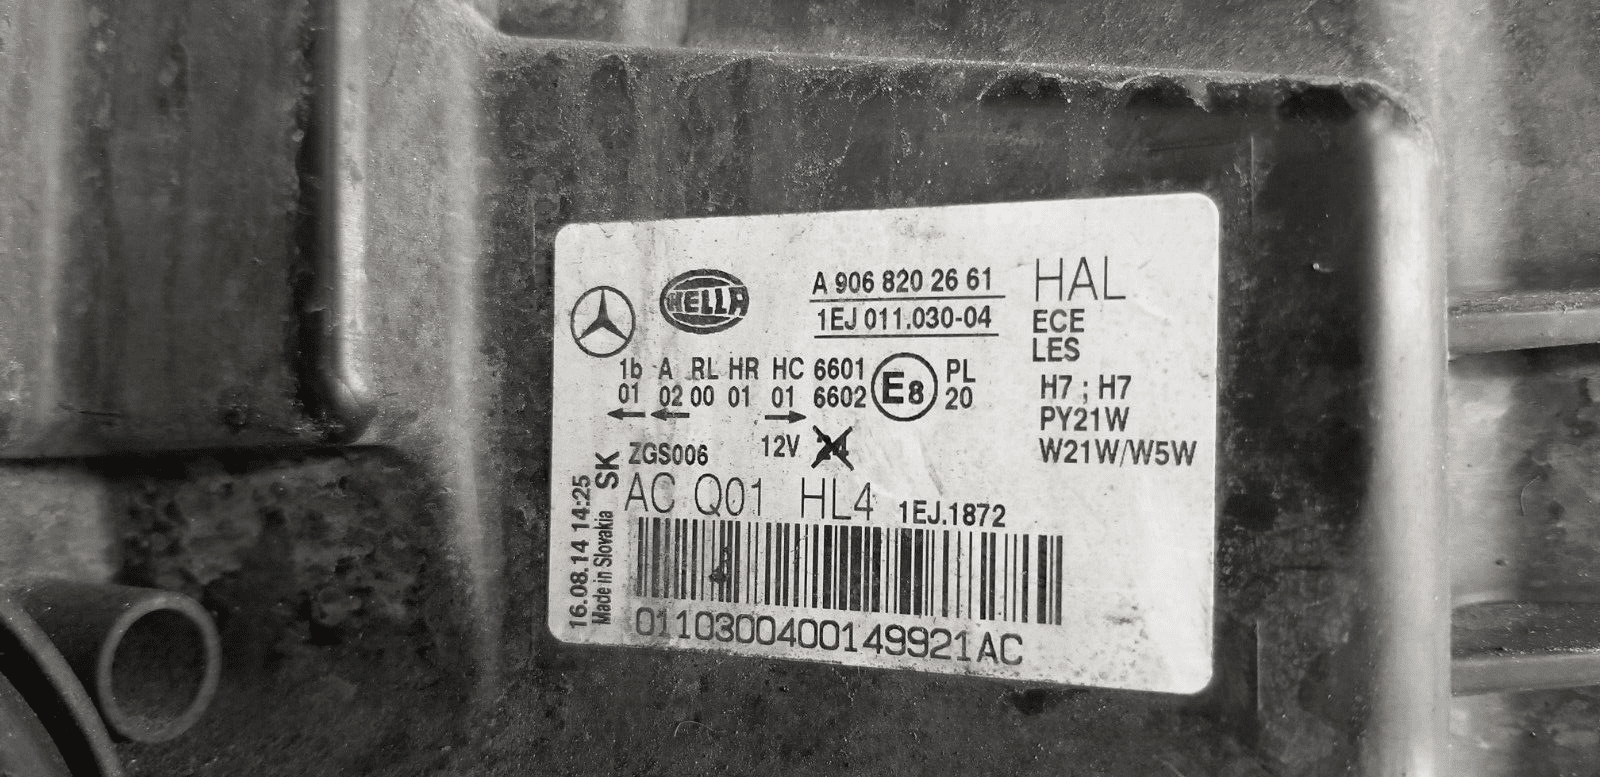 HELLA
A 906 820 26 61
1EJ 011.030-04
HAL
ECE
LES
H7 ; H7
PY21W
W21W/W5W
1b A RL HR HC 6601
01 02 00 01 01 6602
E8
PL
20
ZGS006
12V 24
SK
AC Q01 HL4 1EJ.1872
16.08.14 14:25
Made in Slovakia
0110300400149921AC